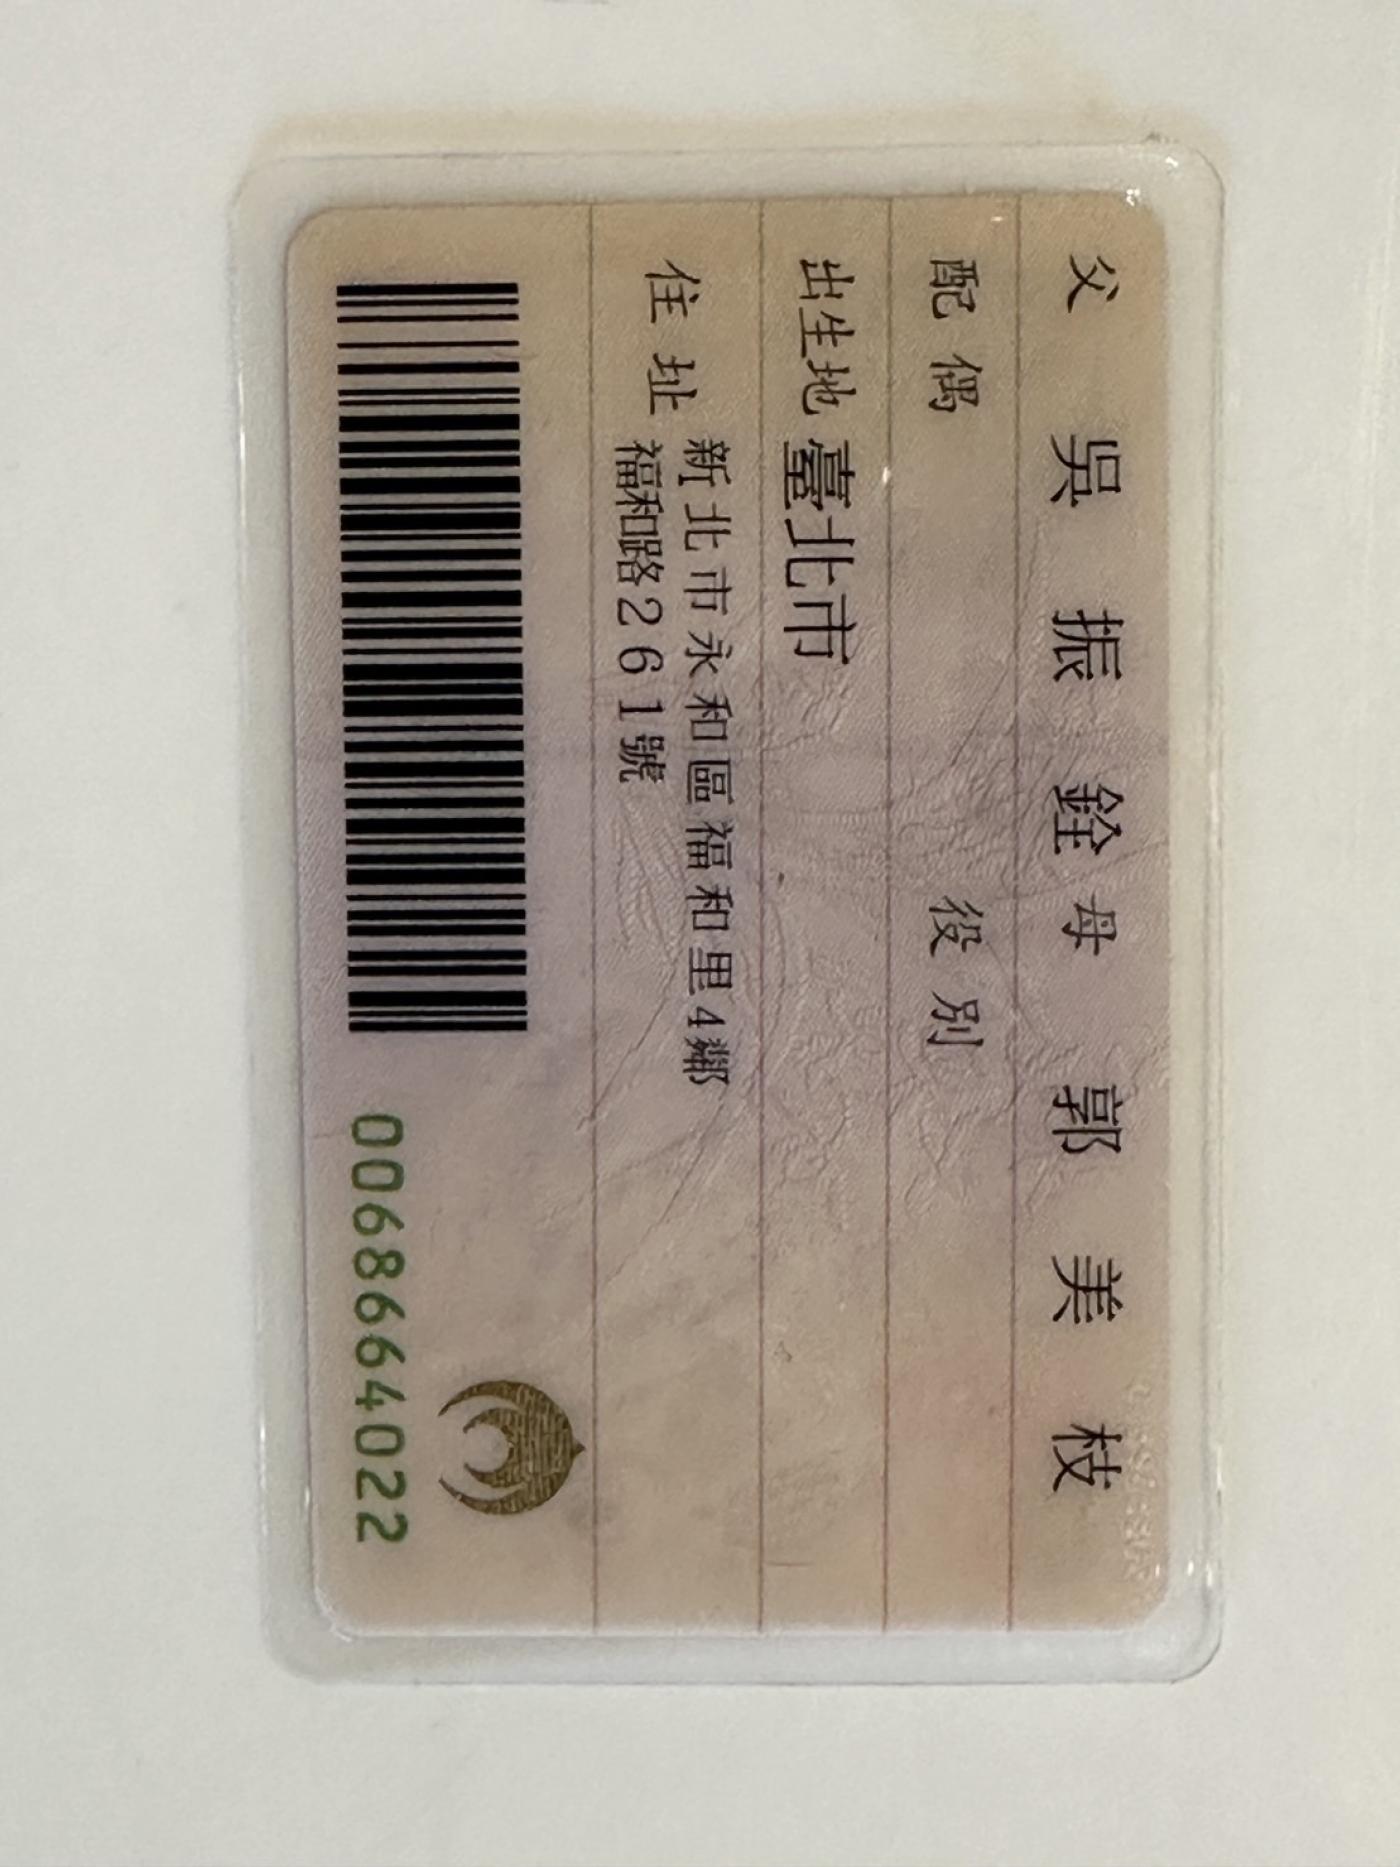 父 吳振銓 母 郭美枝
配偶 役別
出生地 臺北市
住址 新北市永和區福和里4鄰
福和路261號
0068664022